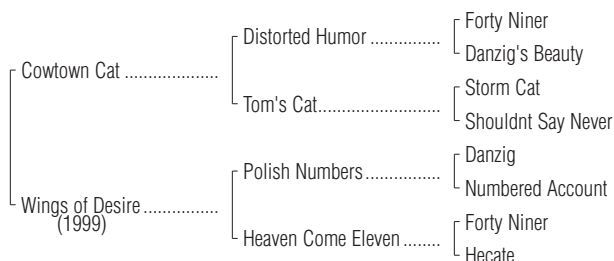 Forty Niner
Distorted Humor ...............
Danzig's Beauty
Cowtown Cat ....................
Storm Cat
Tom's Cat..........................
Shouldnt Say Never
Danzig
Polish Numbers................
Numbered Account
Wings of Desire ................
(1999)
Forty Niner
Heaven Come Eleven ........
Hecate